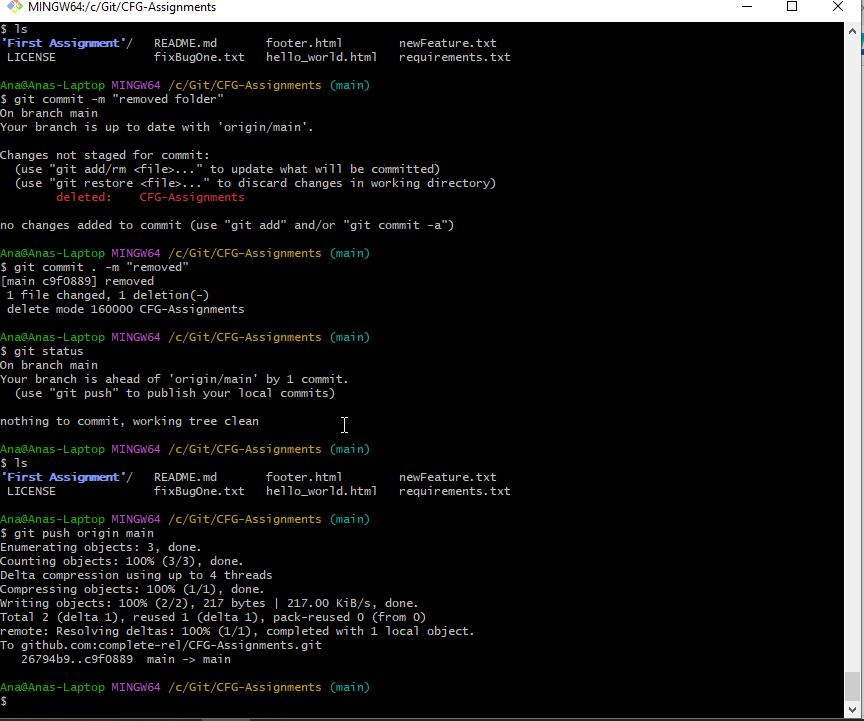 MINGW64:/c/Git/CFG-Assignments
$ ls
'First Assignment'/   README.md       footer.html       newFeature.txt
 LICENSE              fixBugOne.txt   hello_world.html   requirements.txt
Ana@Anas-Laptop MINGW64 /c/Git/CFG-Assignments (main)
$ git commit -m "removed folder"
On branch main
Your branch is up to date with 'origin/main'.
Changes not staged for commit:
  (use "git add/rm <file>..." to update what will be committed)
  (use "git restore <file>..." to discard changes in working directory)
        deleted:    CFG-Assignments
no changes added to commit (use "git add" and/or "git commit -a")
Ana@Anas-Laptop MINGW64 /c/Git/CFG-Assignments (main)
$ git commit . -m "removed"
[main c9f0889] removed
 1 file changed, 1 deletion(-)
 delete mode 160000 CFG-Assignments
Ana@Anas-Laptop MINGW64 /c/Git/CFG-Assignments (main)
$ git status
On branch main
Your branch is ahead of 'origin/main' by 1 commit.
  (use "git push" to publish your local commits)
nothing to commit, working tree clean
Ana@Anas-Laptop MINGW64 /c/Git/CFG-Assignments (main)
$ ls
'First Assignment'/   README.md       footer.html       newFeature.txt
 LICENSE              fixBugOne.txt   hello_world.html   requirements.txt
Ana@Anas-Laptop MINGW64 /c/Git/CFG-Assignments (main)
$ git push origin main
Enumerating objects: 3, done.
Counting objects: 100% (3/3), done.
Delta compression using up to 4 threads
Compressing objects: 100% (1/1), done.
Writing objects: 100% (2/2), 217 bytes | 217.00 KiB/s, done.
Total 2 (delta 1), reused 1 (delta 1), pack-reused 0 (from 0)
remote: Resolving deltas: 100% (1/1), completed with 1 local object.
To github.com:complete-rel/CFG-Assignments.git
   26794b9..c9f0889  main -> main
Ana@Anas-Laptop MINGW64 /c/Git/CFG-Assignments (main)
$